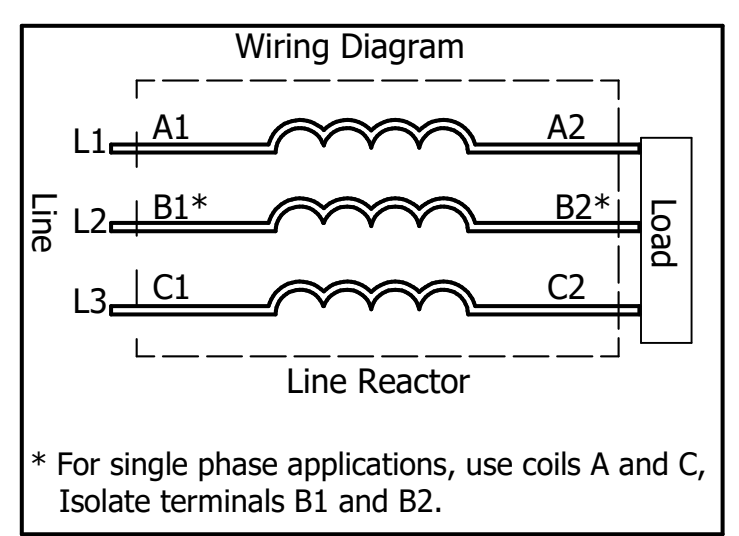 Wiring Diagram
L1 A1 A2
Line L2 B1* B2* Load
L3 C1 C2
Line Reactor
* For single phase applications, use coils A and C,
Isolate terminals B1 and B2.